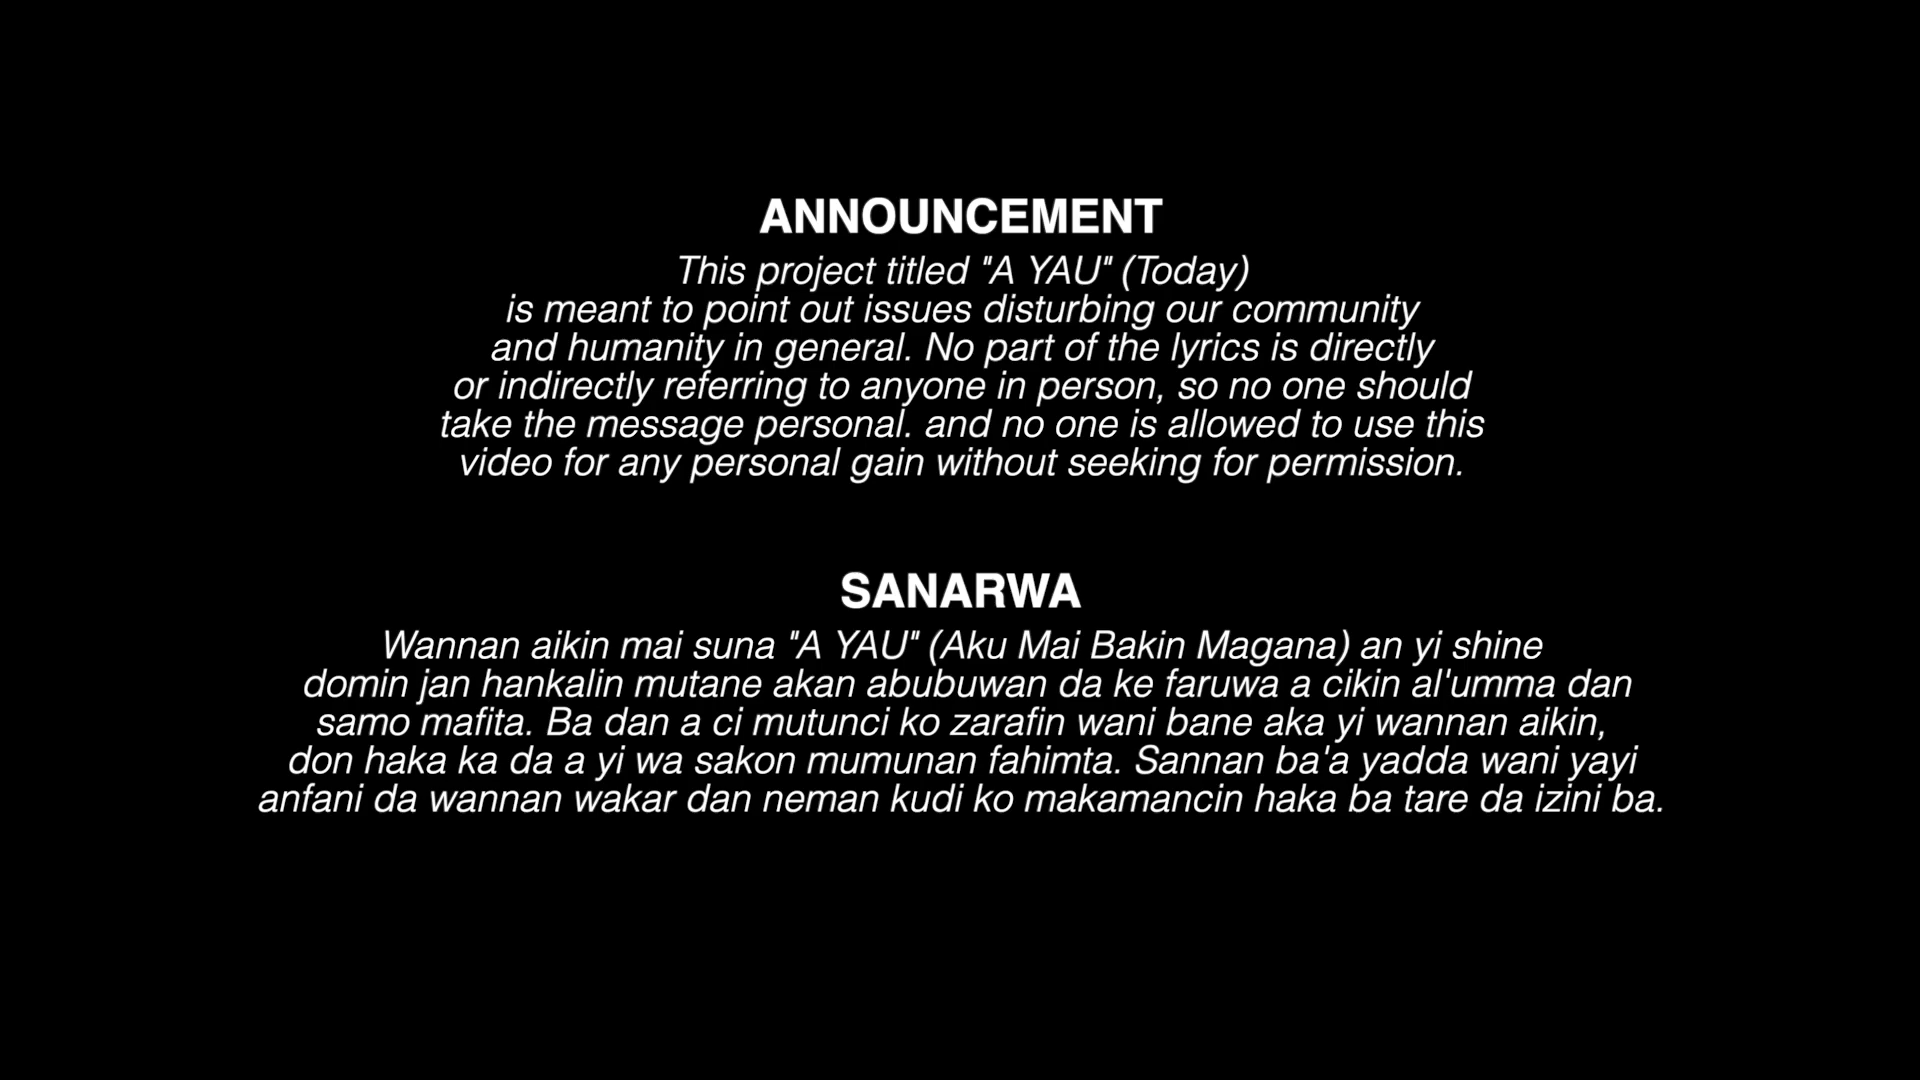 ANNOUNCEMENT
This project titled "A YAU" (Today)
is meant to point out issues disturbing our community
and humanity in general. No part of the lyrics is directly
or indirectly referring to anyone in person, so no one should
take the message personal. and no one is allowed to use this
video for any personal gain without seeking for permission.
SANARWA
Wannan aikin mai suna "A YAU" (Aku Mai Bakin Magana) an yi shine
domin jan hankalin mutane akan abubuwan da ke faruwa a cikin al'umma dan
samo mafita. Ba dan a ci mutunci ko zarafin wani bane aka yi wannan aikin,
don haka ka da a yi wa sakon mumunan fahimta. Sannan ba'a yadda wani yayi
anfani da wannan wakar dan neman kudi ko makamancin haka ba tare da izini ba.